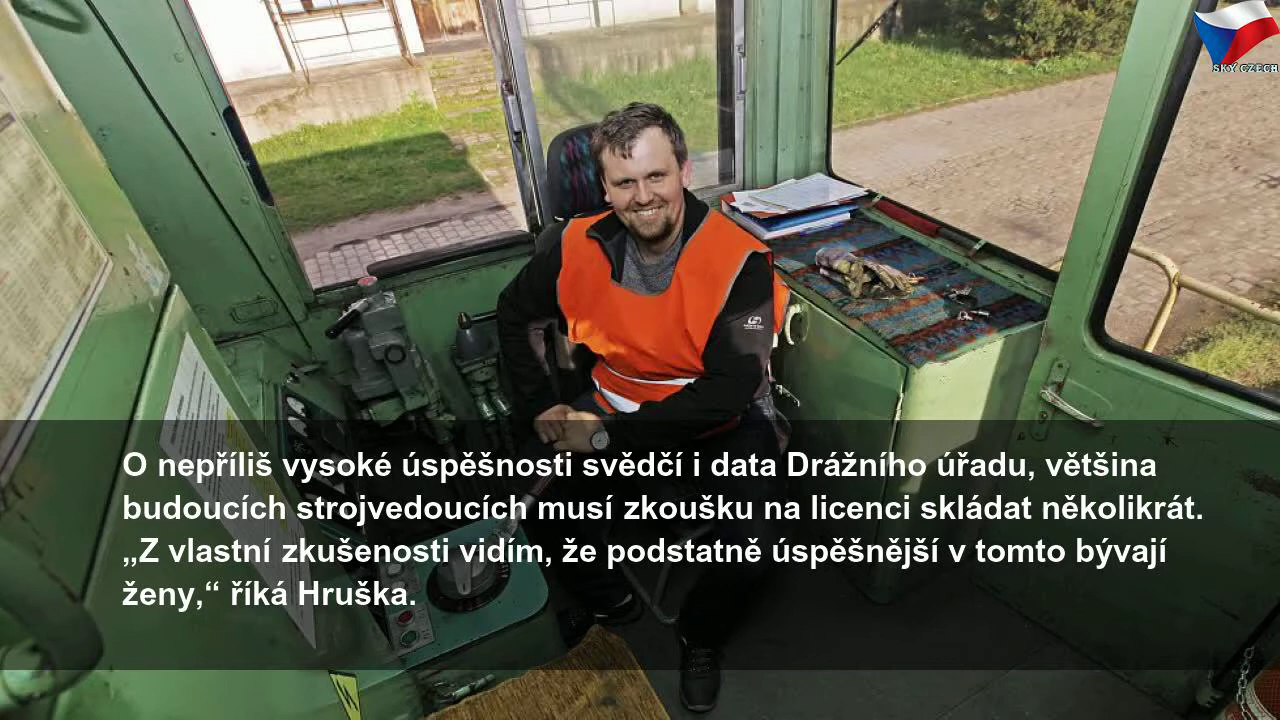 SKY CZECH
O nepříliš vysoké úspěšnosti svědčí i data Drážního úřadu, většina
budoucích strojvedoucích musí zkoušku na licenci skládat několikrát.
„Z vlastní zkušenosti vidím, že podstatně úspěšnější v tomto bývají
ženy,“ říká Hruška.